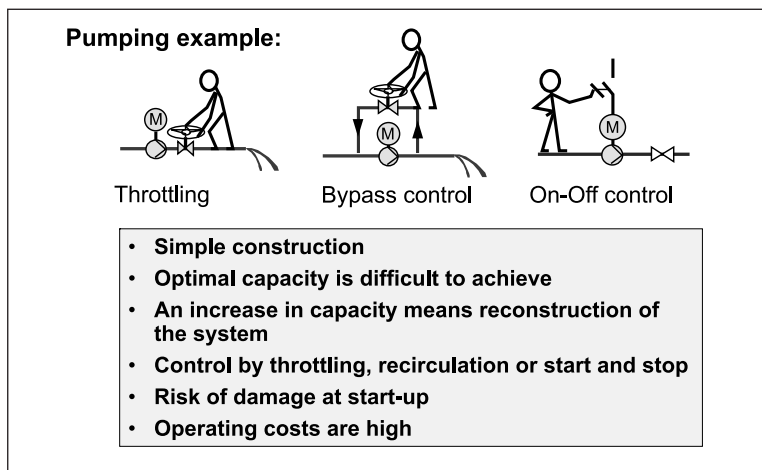 Pumping example:
M
M
M
Throttling
Bypass control
On-Off control
• Simple construction
• Optimal capacity is difficult to achieve
• An increase in capacity means reconstruction of
the system
• Control by throttling, recirculation or start and stop
• Risk of damage at start-up
• Operating costs are high